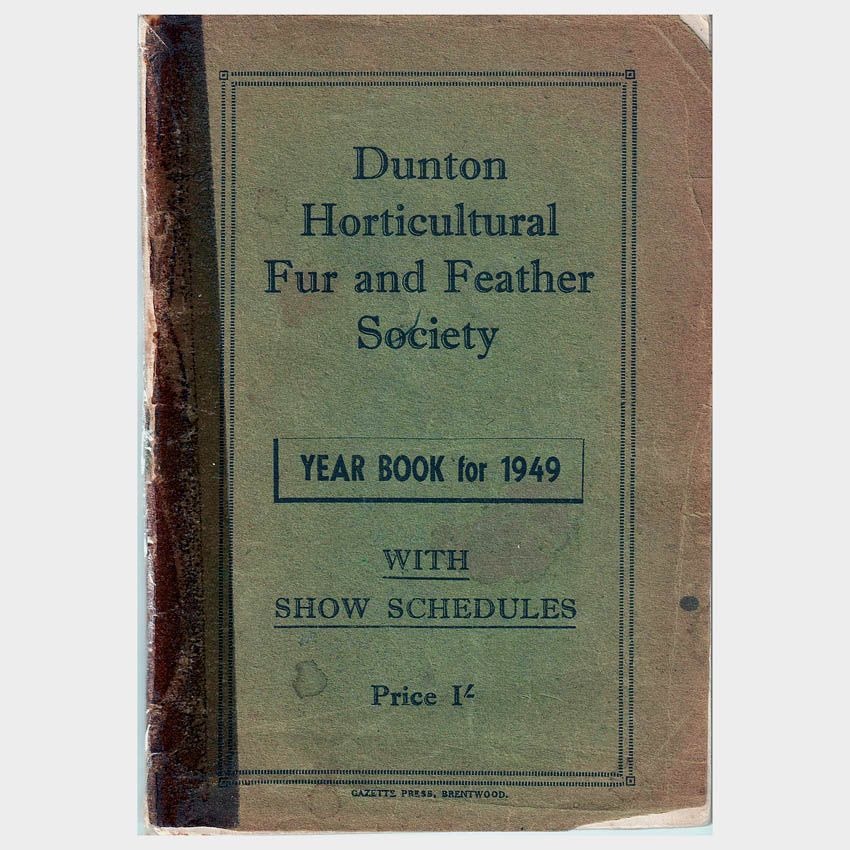 Dunton
Horticultural
Fur and Feather
Society
YEAR BOOK for 1949
WITH
SHOW SCHEDULES
Price 1/-
GAZETTE PRESS, BRENTWOOD.